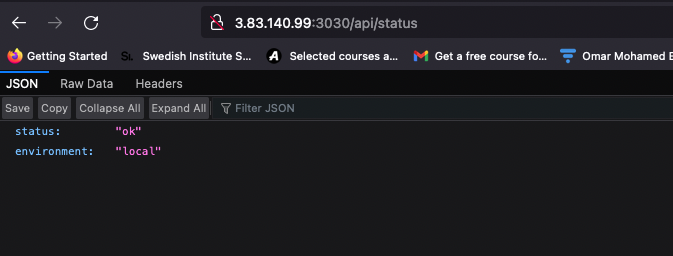 3.83.140.99:3030/api/status
Getting Started Si. Swedish Institute S... Selected courses a... Get a free course fo... Omar Mohamed E
JSON Raw Data Headers
Save Copy Collapse All Expand All Filter JSON
status: "ok"
environment: "local"